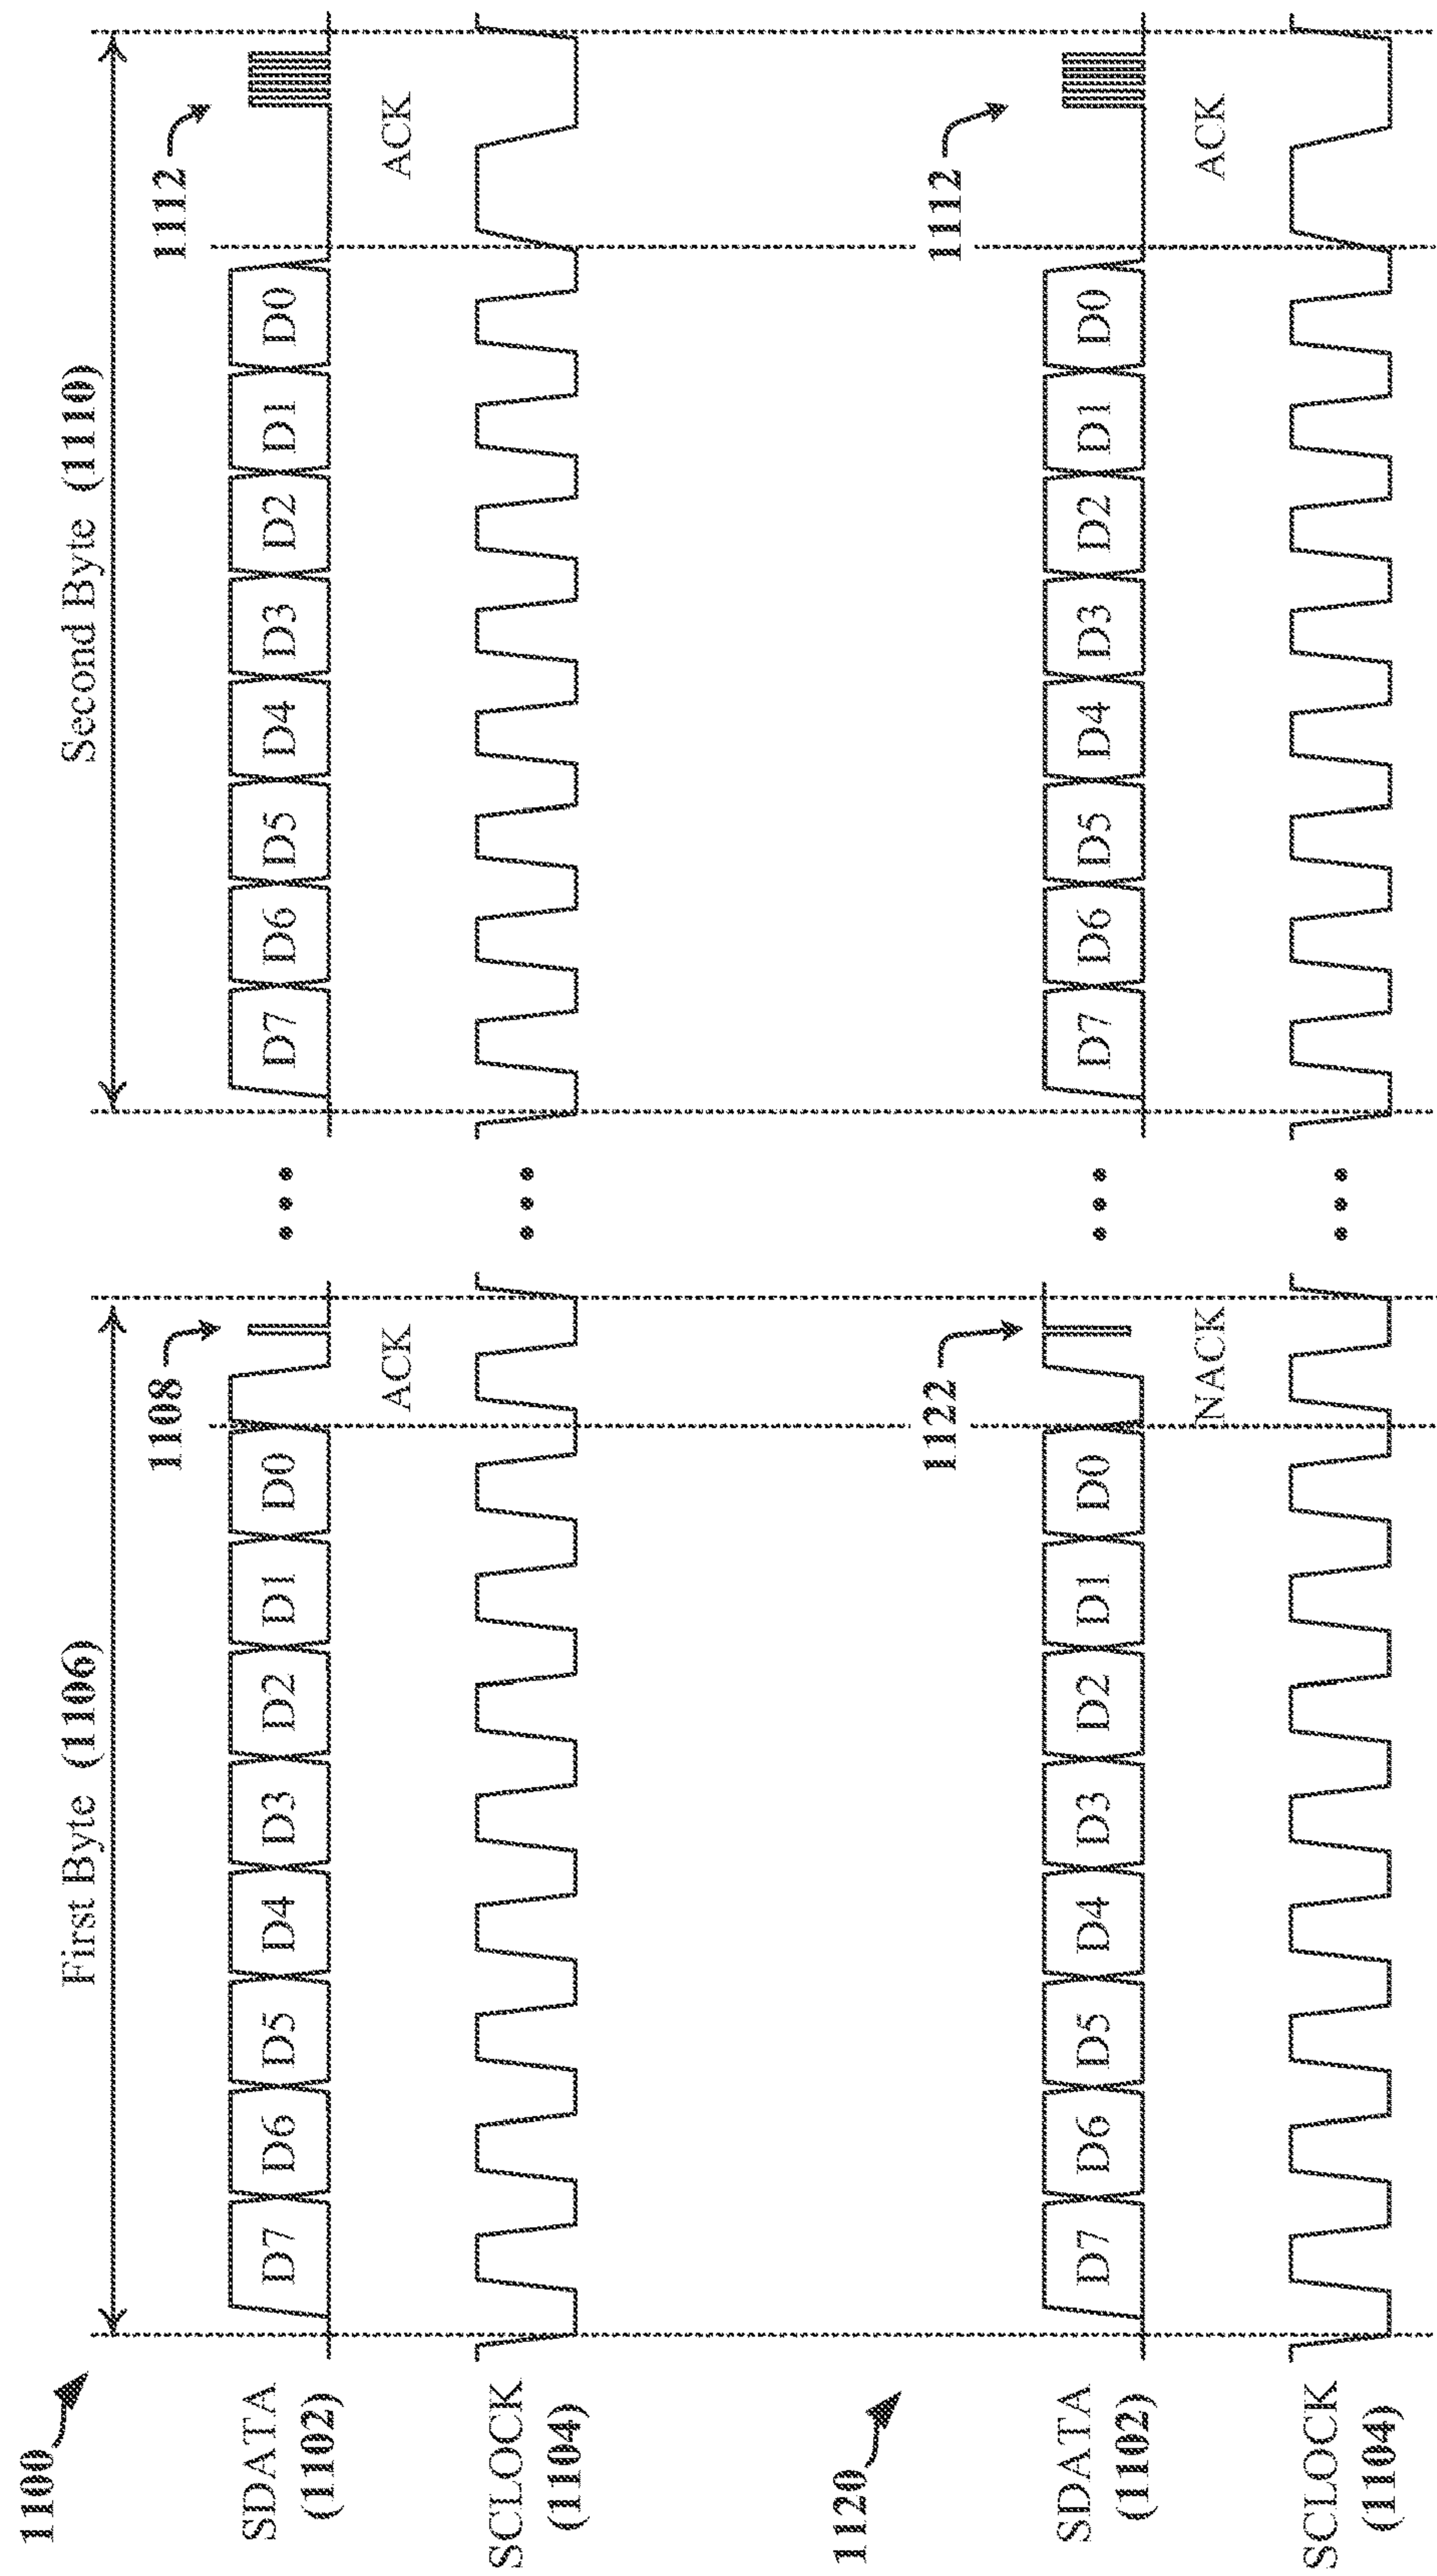 1100
First Byte (1106)
Second Byte (1110)
1108
1112
SDATA
(1102)
D7 D6 D5 D4 D3 D2 D1 D0
D7 D6 D5 D4 D3 D2 D1 D0
ACK
ACK
SCLOCK
(1104)
1120
1122
1112
SDATA
(1102)
D7 D6 D5 D4 D3 D2 D1 D0
D7 D6 D5 D4 D3 D2 D1 D0
NACK
ACK
SCLOCK
(1104)